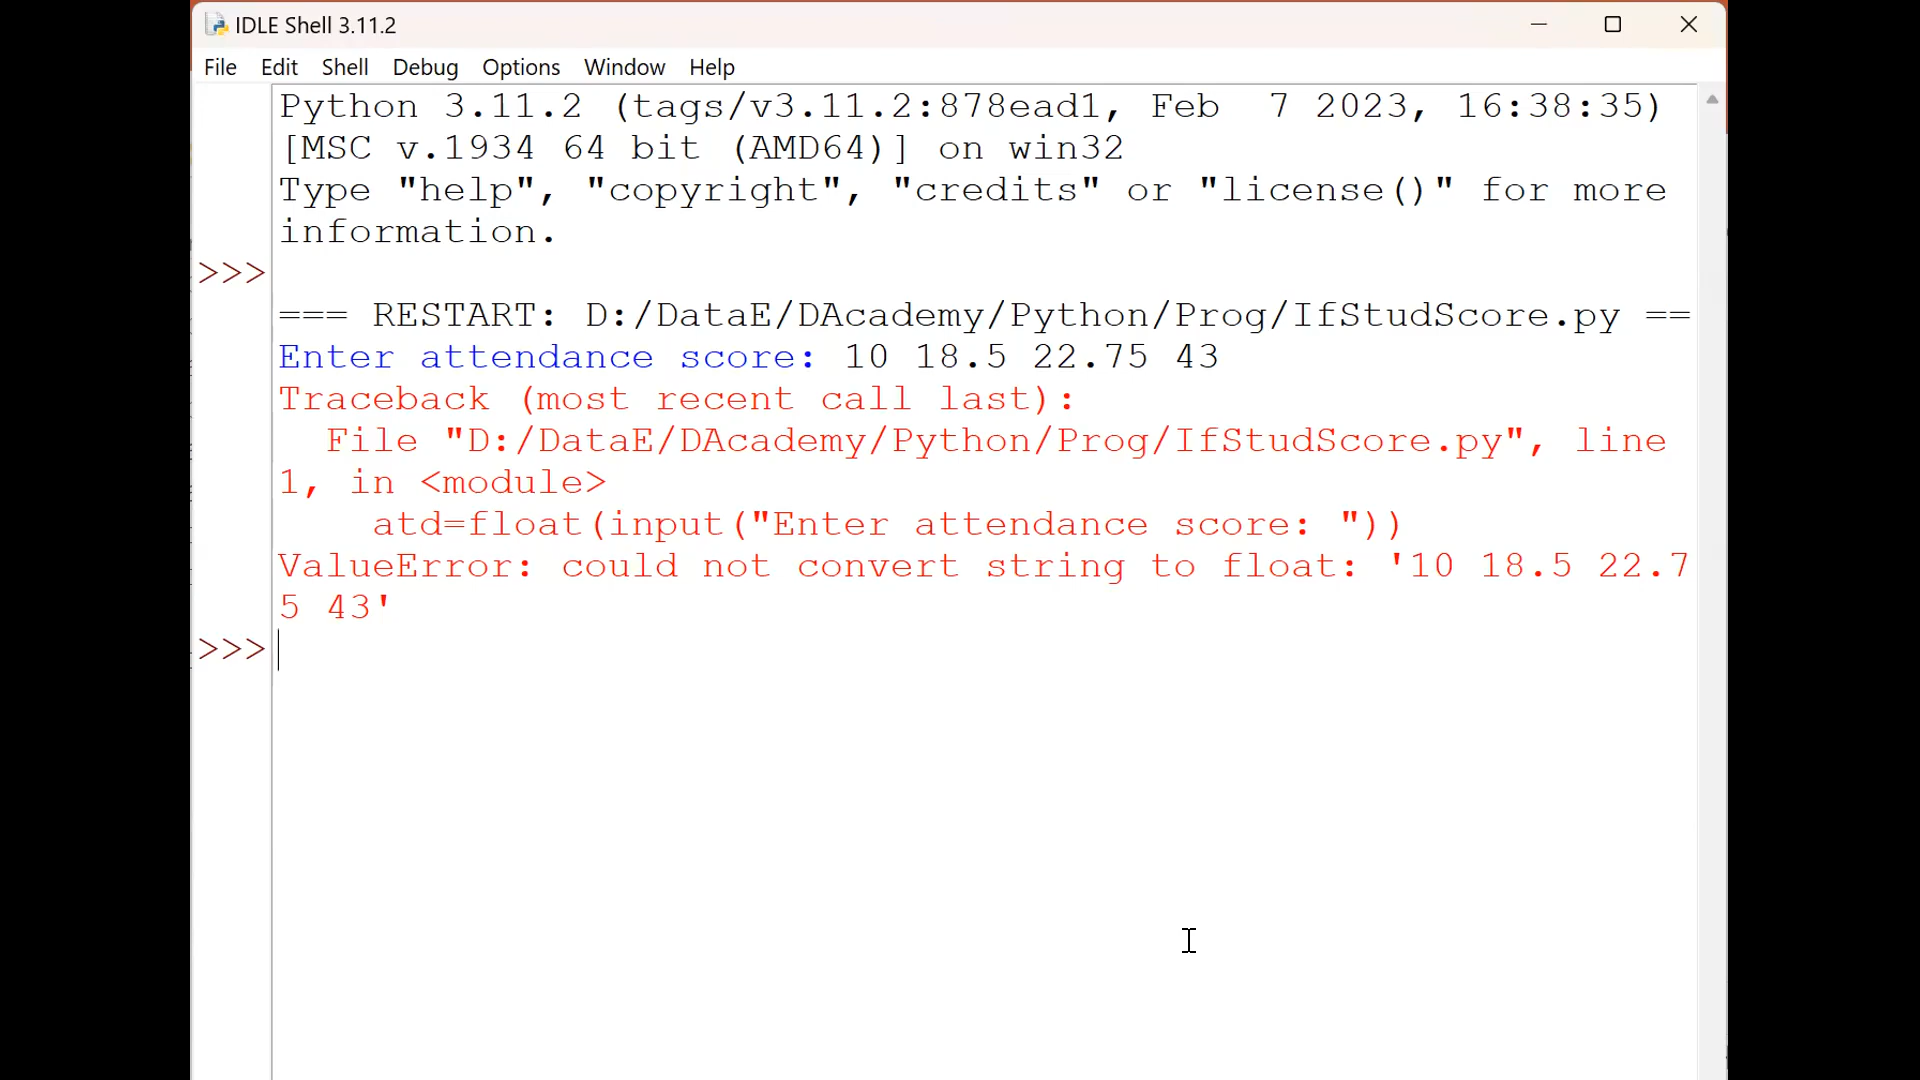 IDLE Shell 3.11.2
File Edit Shell Debug Options Window Help
Python 3.11.2 (tags/v3.11.2:878ead1, Feb  7 2023, 16:38:35)
[MSC v.1934 64 bit (AMD64)] on win32
Type "help", "copyright", "credits" or "license()" for more
information.
>>>
=== RESTART: D:/DataE/DAcademy/Python/Prog/IfStudScore.py ==
Enter attendance score: 10 18.5 22.75 43
Traceback (most recent call last):
  File "D:/DataE/DAcademy/Python/Prog/IfStudScore.py", line
1, in <module>
    atd=float(input("Enter attendance score: "))
ValueError: could not convert string to float: '10 18.5 22.7
5 43'
>>>